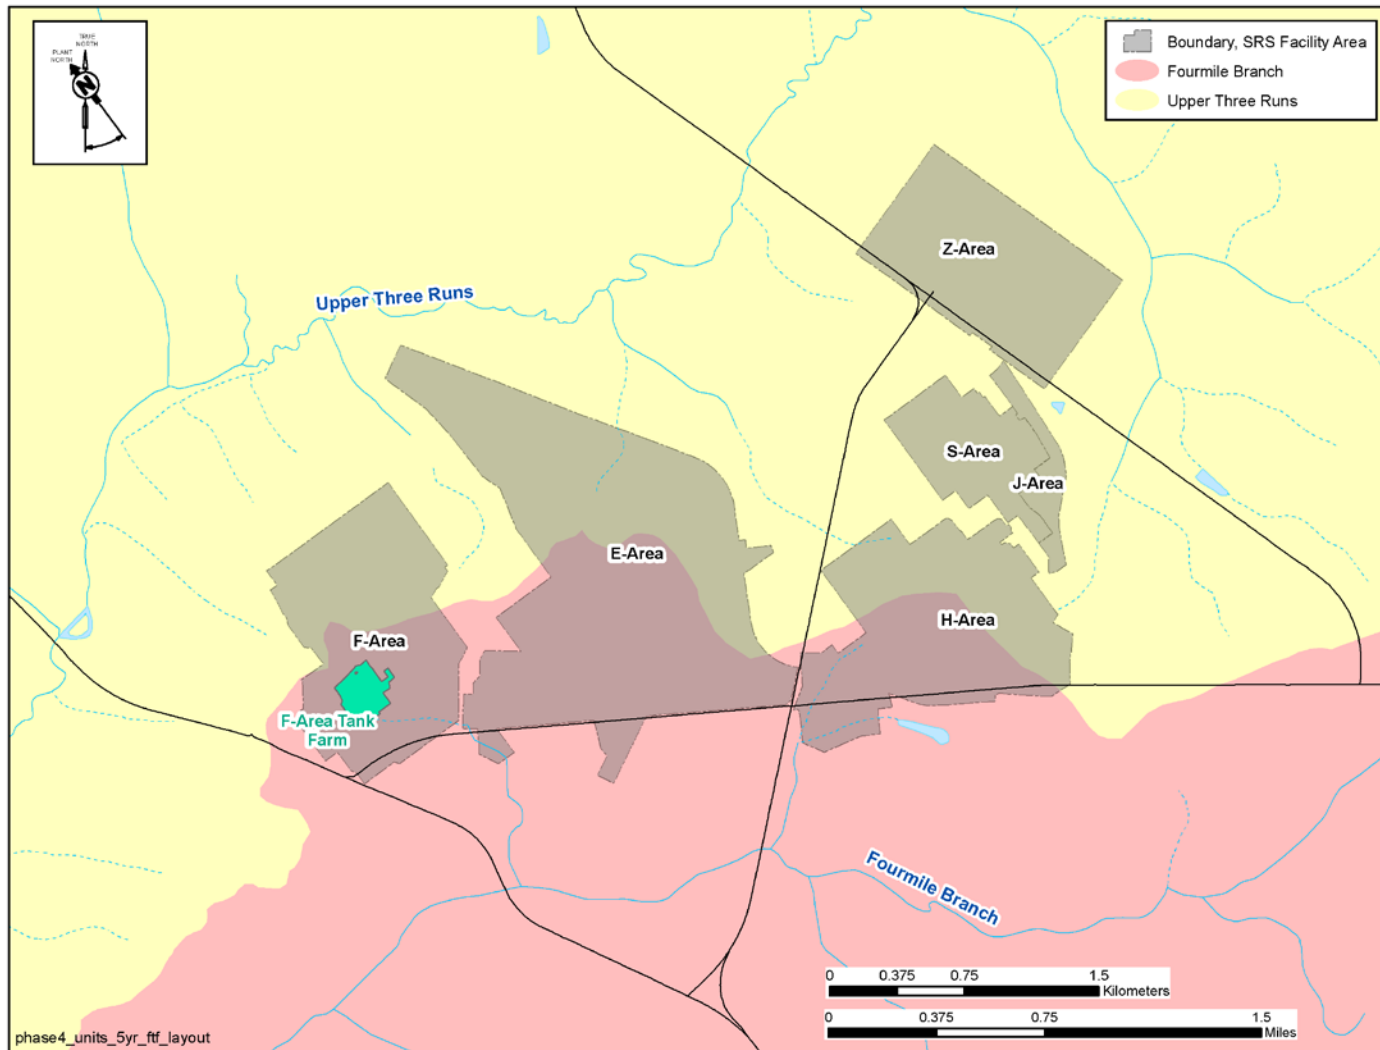 TRUE
NORTH
PLANT
NORTH
N
Boundary, SRS Facility Area
Fourmile Branch
Upper Three Runs
Z-Area
Upper Three Runs
S-Area
J-Area
E-Area
H-Area
F-Area
F-Area Tank
Farm
Fourmile Branch
0 0.375 0.75 1.5
Kilometers
0 0.375 0.75 1.5
Miles
phase4_units_5yr_ftf_layout